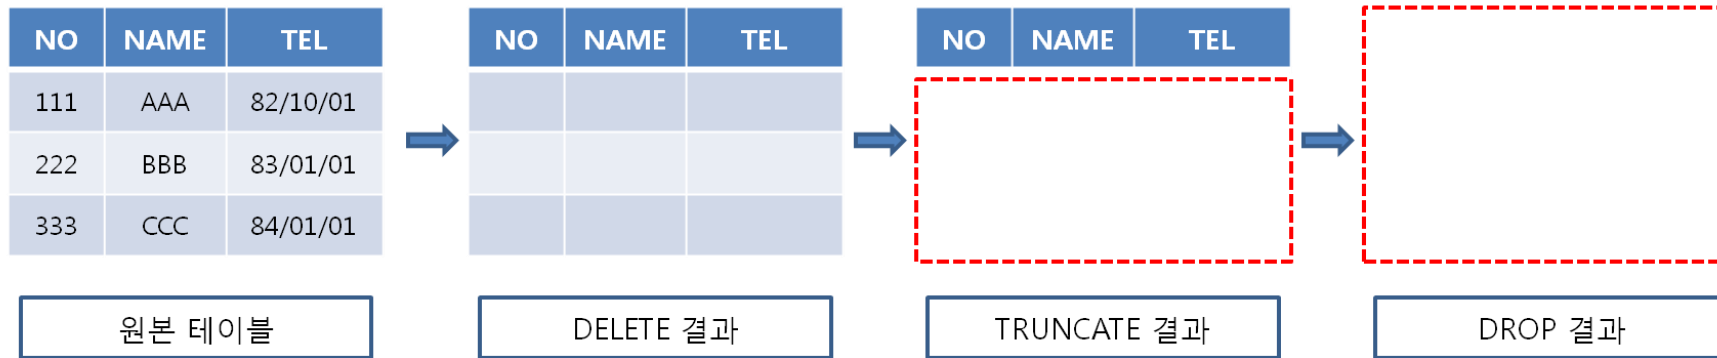 NO NAME TEL
111 AAA 82/10/01
222 BBB 83/01/01
333 CCC 84/01/01
원본 테이블
NO NAME TEL
DELETE 결과
NO NAME TEL
TRUNCATE 결과
DROP 결과